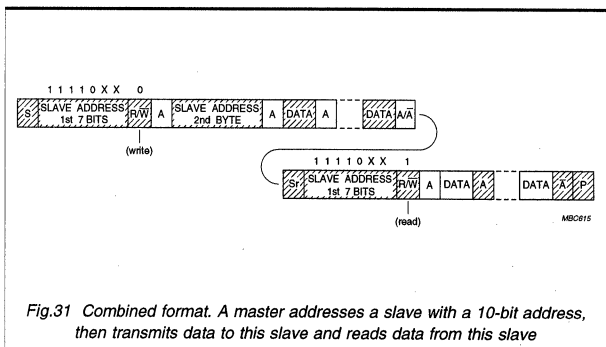 1 1 1 1 0 X X 0
S SLAVE ADDRESS 1st 7 BITS R/W̅ A SLAVE ADDRESS 2nd BYTE A DATA A DATA A/A̅
(write)
1 1 1 1 0 X X 1
Sr SLAVE ADDRESS 1st 7 BITS R/W̅ A DATA A DATA A̅ P
(read)
MBC615
Fig.31 Combined format. A master addresses a slave with a 10-bit address,
then transmits data to this slave and reads data from this slave